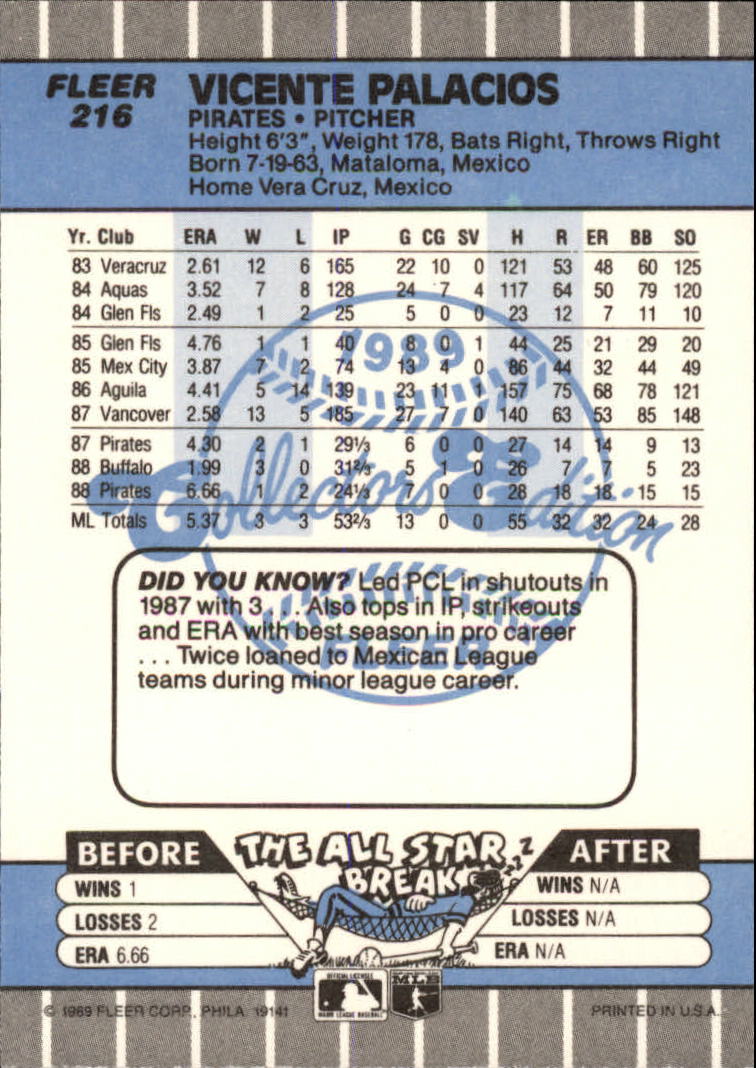 FLEER
216
VICENTE PALACIOS
PIRATES • PITCHER
Height 6'3", Weight 178, Bats Right, Throws Right
Born 7-19-63, Mataloma, Mexico
Home Vera Cruz, Mexico
Yr. Club ERA W L IP G CG SV H R ER BB SO
83 Veracruz 2.61 12 6 165 22 10 0 121 53 48 60 125
84 Aquas 3.52 7 8 128 24 7 4 117 64 50 79 120
84 Glen Fls 2.49 1 2 25 5 0 0 23 12 7 11 10
85 Glen Fls 4.76 1 1 40 8 0 1 44 25 21 29 20
85 Mex City 3.87 7 2 74 13 4 0 86 44 32 44 49
86 Aguila 4.41 5 14 139 23 11 1 157 75 68 78 121
87 Vancover 2.58 13 5 185 27 7 0 140 63 53 85 148
87 Pirates 4.30 2 1 29⅓ 6 0 0 27 14 14 9 13
88 Buffalo 1.99 3 0 31⅔ 5 1 0 26 7 7 5 23
88 Pirates 6.66 1 2 24⅓ 7 0 0 28 18 18 15 15
ML Totals 5.37 3 3 53⅔ 13 0 0 55 32 32 24 28
1989
Collectors Edition
FLEER
DID YOU KNOW? Led PCL in shutouts in
1987 with 3 . . . Also tops in IP, strikeouts
and ERA with best season in pro career
. . . Twice loaned to Mexican League
teams during minor league career.
THE ALL STAR
BREAK
Z Z Z Z
BEFORE
WINS 1
LOSSES 2
ERA 6.66
AFTER
WINS N/A
LOSSES N/A
ERA N/A
OFFICIAL LICENSEE
MAJOR LEAGUE BASEBALL
MLB
© 1989 FLEER CORP., PHILA 19141
PRINTED IN U.S.A.